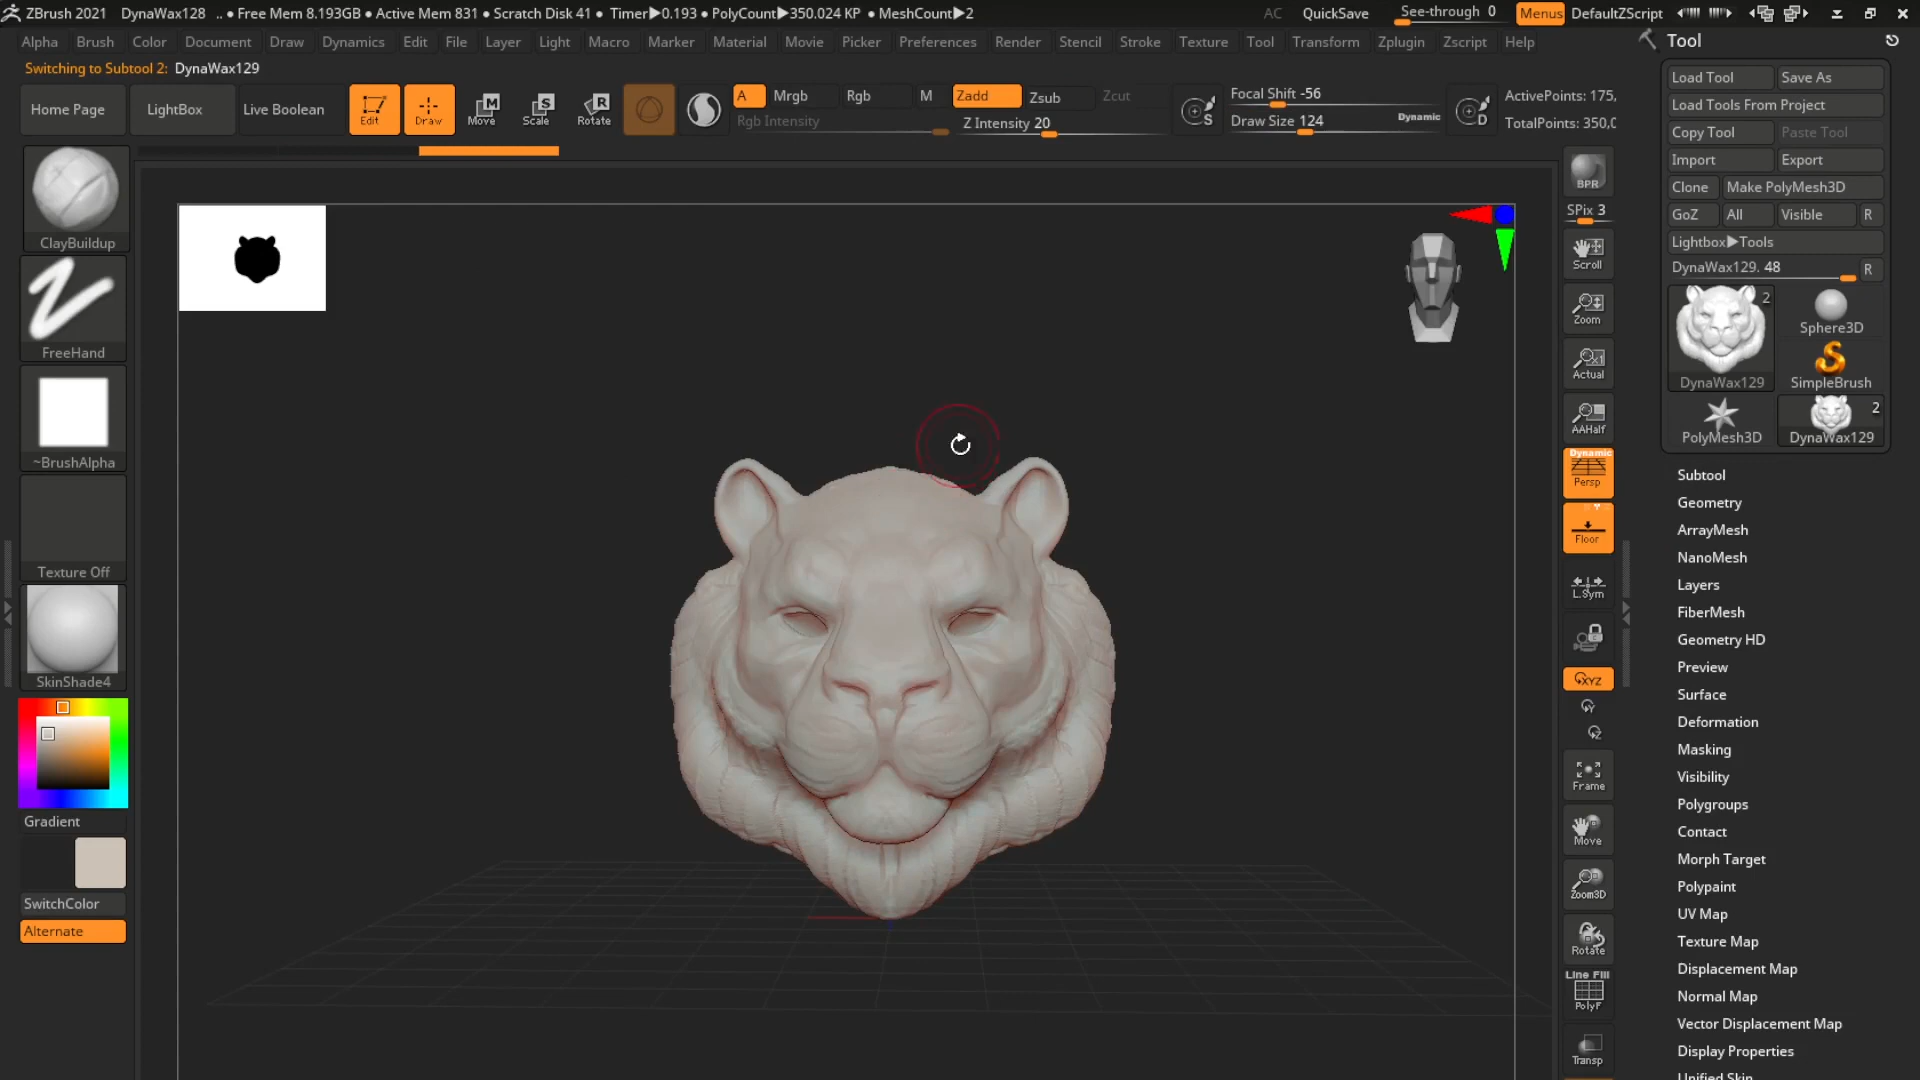 ZBrush 2021 DynaWax128 .. • Free Mem 8.193GB • Active Mem 831 • Scratch Disk 41 • Timer▶0.193 • PolyCount▶350.024 KP • MeshCount▶2 AC QuickSave See-through 0 Menus DefaultZScript
Alpha Brush Color Document Draw Dynamics Edit File Layer Light Macro Marker Material Movie Picker Preferences Render Stencil Stroke Texture Tool Transform Zplugin Zscript Help
Tool
Switching to Subtool 2: DynaWax129
Home Page LightBox Live Boolean Edit Draw Move Scale Rotate
M S R
A Mrgb Rgb M Zadd Zsub Zcut
Rgb Intensity Z Intensity 20
S Focal Shift -56
Draw Size 124 Dynamic
D ActivePoints: 175,
TotalPoints: 350,0
ClayBuildup
FreeHand
~BrushAlpha
Texture Off
SkinShade4
Gradient
SwitchColor
Alternate
BPR
SPix 3
Scroll
Zoom
Actual
AAHalf
Dynamic
Persp
Floor
L.Sym
XYZ
Y
Z
Frame
Move
Zoom3D
Rotate
Line Fill
PolyF
Transp
Load Tool Save As
Load Tools From Project
Copy Tool Paste Tool
Import Export
Clone Make PolyMesh3D
GoZ All Visible R
Lightbox▶Tools
DynaWax129. 48 R
2 Sphere3D
DynaWax129 SimpleBrush
2
PolyMesh3D DynaWax129
Subtool
Geometry
ArrayMesh
NanoMesh
Layers
FiberMesh
Geometry HD
Preview
Surface
Deformation
Masking
Visibility
Polygroups
Contact
Morph Target
Polypaint
UV Map
Texture Map
Displacement Map
Normal Map
Vector Displacement Map
Display Properties
Unified Skin